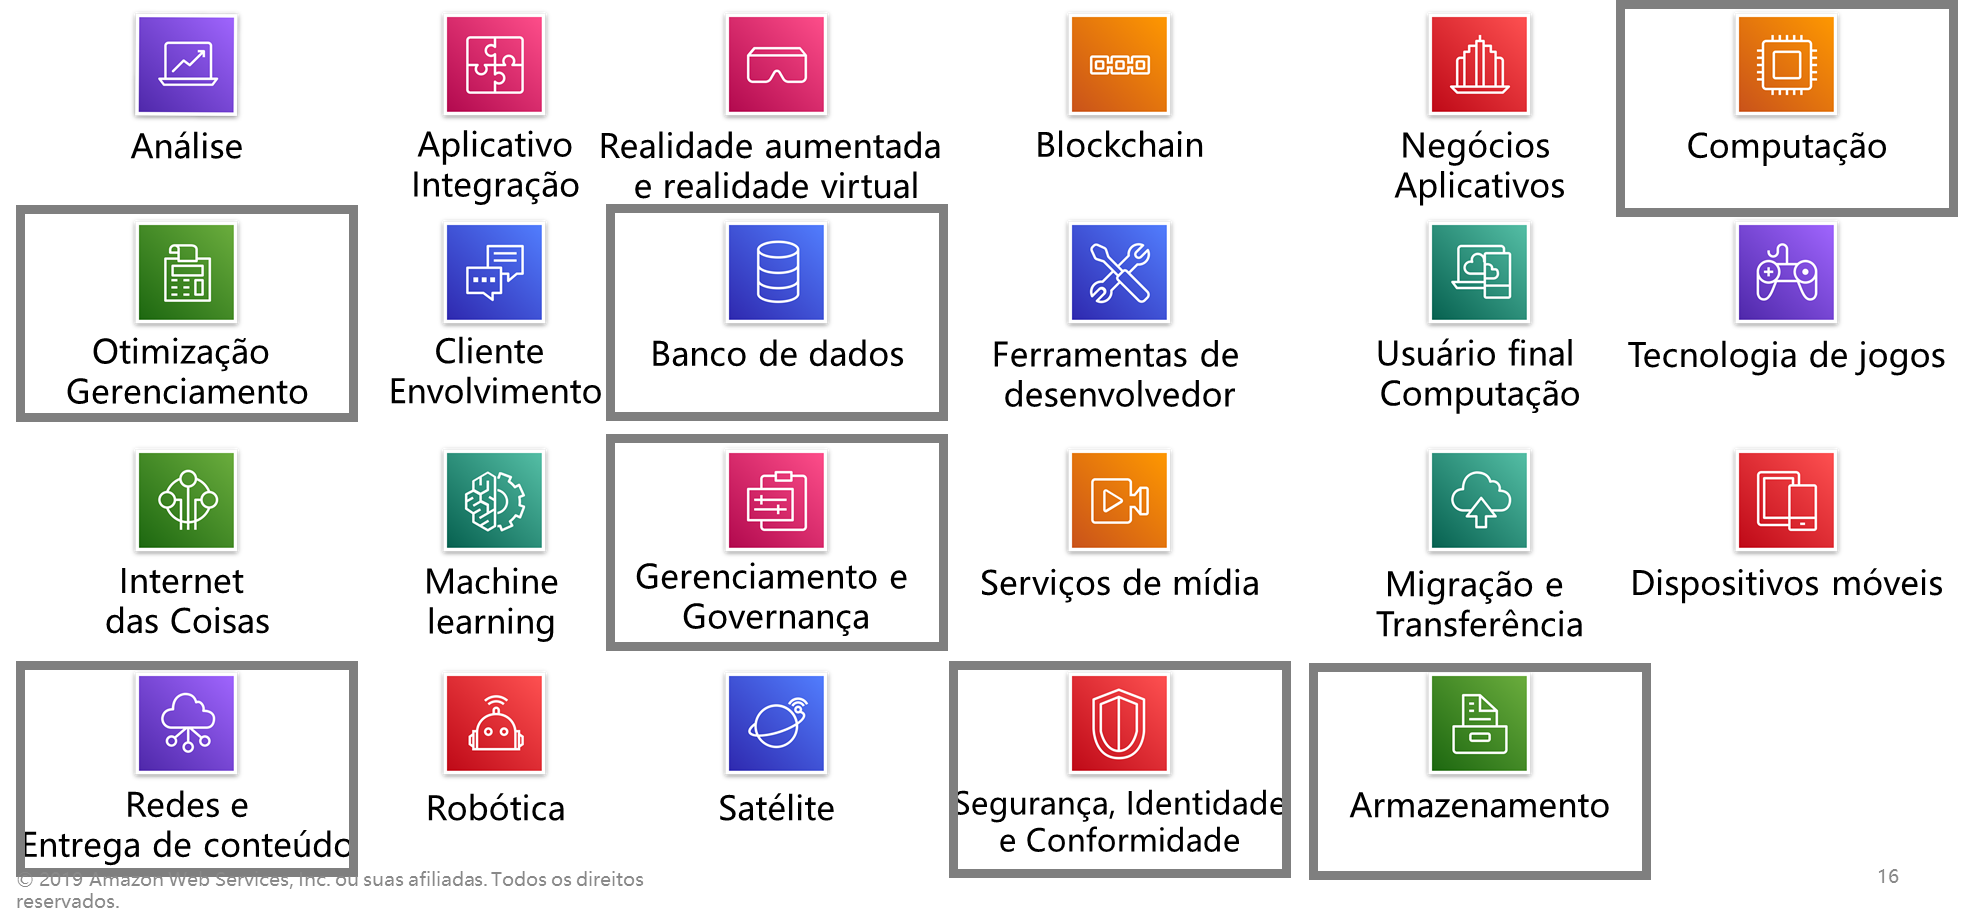 Análise
Aplicativo
Integração
Realidade aumentada
e realidade virtual
Blockchain
Negócios
Aplicativos
Computação
Otimização
Gerenciamento
Cliente
Envolvimento
Banco de dados
Ferramentas de
desenvolvedor
Usuário final
Computação
Tecnologia de jogos
Internet
das Coisas
Machine
learning
Gerenciamento e
Governança
Serviços de mídia
Migração e
Transferência
Dispositivos móveis
Redes e
Entrega de conteúdo
Robótica
Satélite
Segurança, Identidade
e Conformidade
Armazenamento
© 2019 Amazon Web Services, Inc. ou suas afiliadas. Todos os direitos
reservados.
16